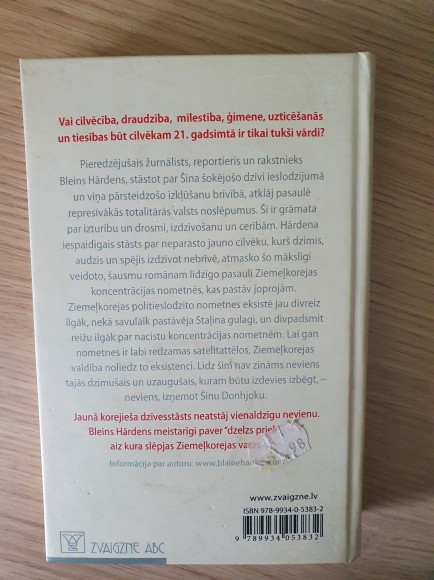 Vai cilvēcība, draudzība, mīlestība, ģimene, uzticēšanās
un tiesības būt cilvēkam 21. gadsimtā ir tikai tukši vārdi?
Pieredzējušais žurnālists, reportieris un rakstnieks
Bleins Hārdens, stāstot par Šina šokējošo dzīvi ieslodzījumā
un viņa pārsteidzošo izkļūšanu brīvībā, atklāj pasaulē
represīvākās totalitārās valsts noslēpumus. Šī ir grāmata
par izturību un drosmi, izdzīvošanu un cerībām. Hārdena
iespaidīgais stāsts par neparasto jauno cilvēku, kurš dzimis,
audzis un spējis izdzīvot nebrīvē, atmasko šo mākslīgi
veidoto, šausmu romānam līdzīgo pasauli Ziemeļkorejas
koncentrācijas nometnēs, kas pastāv joprojām.
Ziemeļkorejas politieslodzīto nometnes eksistē jau divreiz
ilgāk, nekā savulaik pastāvēja Staļina gulagi, un divpadsmit
reižu ilgāk par nacistu koncentrācijas nometnēm. Lai gan
nometnes ir labi redzamas satelītattēlos, Ziemeļkorejas
valdība noliedz to eksistenci. Līdz šim nav zināms neviens
tajās dzimušais un uzaugušais, kuram būtu izdevies izbēgt, –
neviens, izņemot Šinu Donhjoku.
Jaunā korejieša dzīvesstāsts neatstāj vienaldzīgu nevienu.
Bleins Hārdens meistarīgi paver "dzelzs
aiz kura slēpjas Ziemeļkorejas
Informācija par autoru:
www.zvaigzne.lv
ISBN 978-9934-0-5383-2
9 789934 053832
ZVAIGZNE ABC